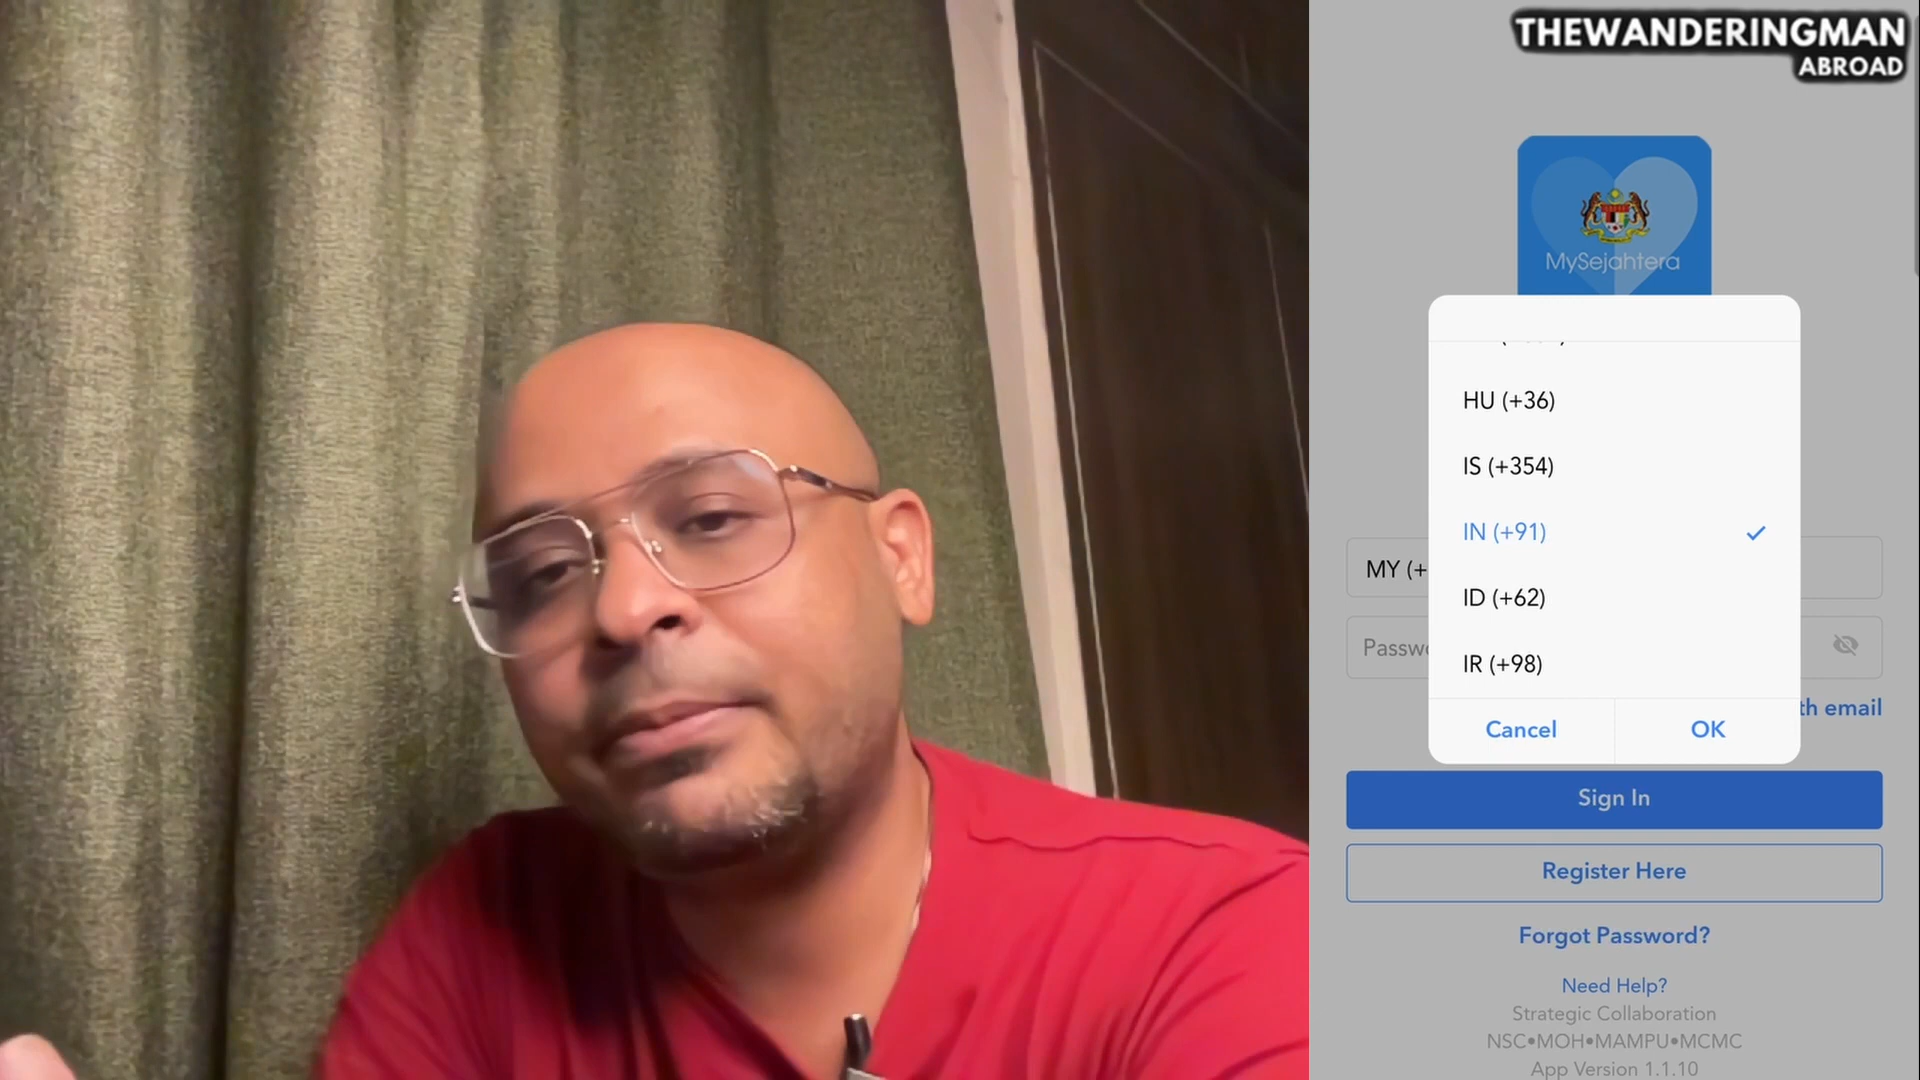 THEWANDERINGMAN
ABROAD
MySejahtera
HU (+36)
IS (+354)
IN (+91)
ID (+62)
IR (+98)
MY (+
Passw
th email
Cancel
OK
Sign In
Register Here
Forgot Password?
Need Help?
Strategic Collaboration
NSC•MOH•MAMPU•MCMC
App Version 1.1.10